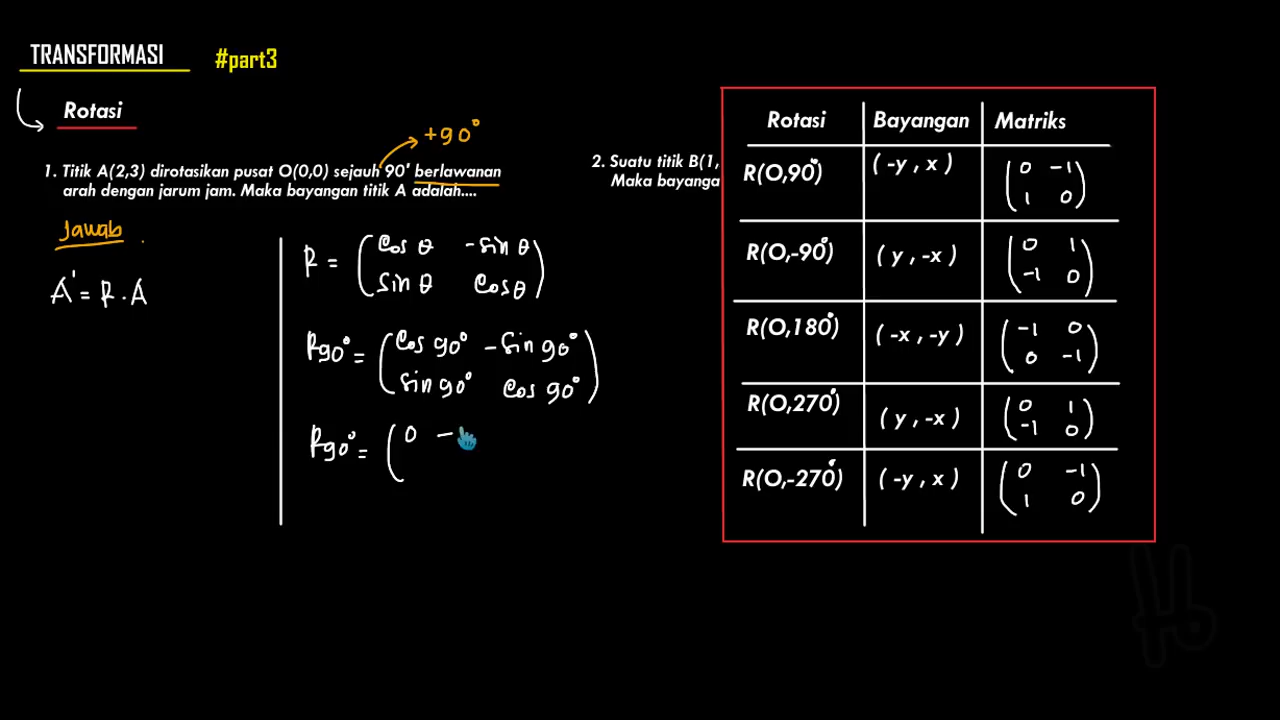 TRANSFORMASI #part3
Rotasi
+90°
1. Titik A(2,3) dirotasikan pusat O(0,0) sejauh 90° berlawanan
arah dengan jarum jam. Maka bayangan titik A adalah....
Jawab
A' = R . A
R = ( cos θ -sin θ
sin θ cos θ )
R90° = ( cos 90° - sin 90°
sin 90° cos 90° )
R90° = ( 0 -
2. Suatu titik B(1,
Maka bayanga
Rotasi Bayangan Matriks
R(O,90°) (-y , x) ( 0 -1
1 0 )
R(O,-90°) (y , -x) ( 0 1
-1 0 )
R(O,180°) (-x , -y) ( -1 0
0 -1 )
R(O,270°) (y , -x) ( 0 1
-1 0 )
R(O,-270°) (-y , x) ( 0 -1
1 0 )